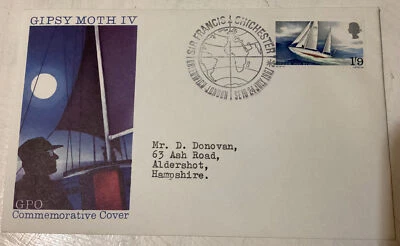 GIPSY MOTH IV
SIR FRANCIS CHICHESTER
1'9
Mr. D. Donovan,
63 Ash Road,
Aldershot,
Hampshire.
GPO
Commemorative Cover